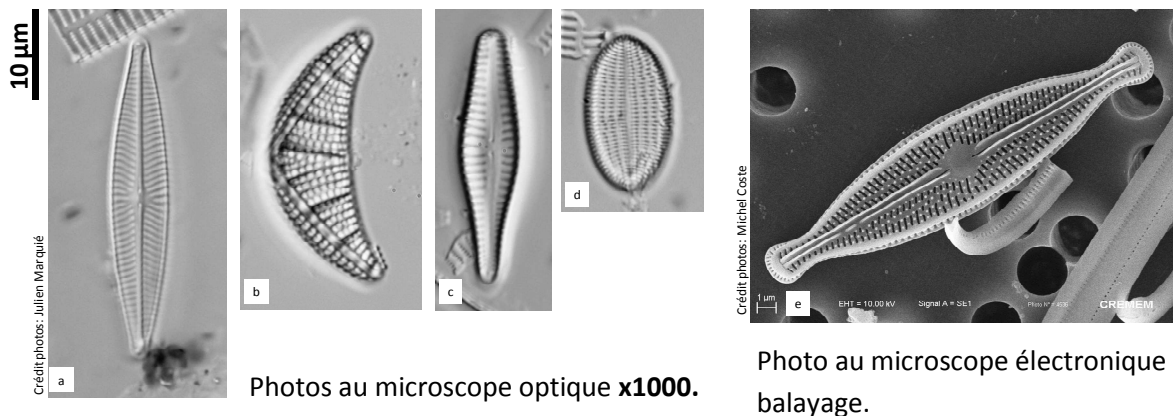 10 µm
Crédit photos: Julien Marquié
a
b
c
d
Photos au microscope optique x1000.
Crédit photos: Michel Coste
1 µm
EHT = 10.00 kV
Signal A = SE1
CREMEM
e
Photo au microscope électronique
balayage.